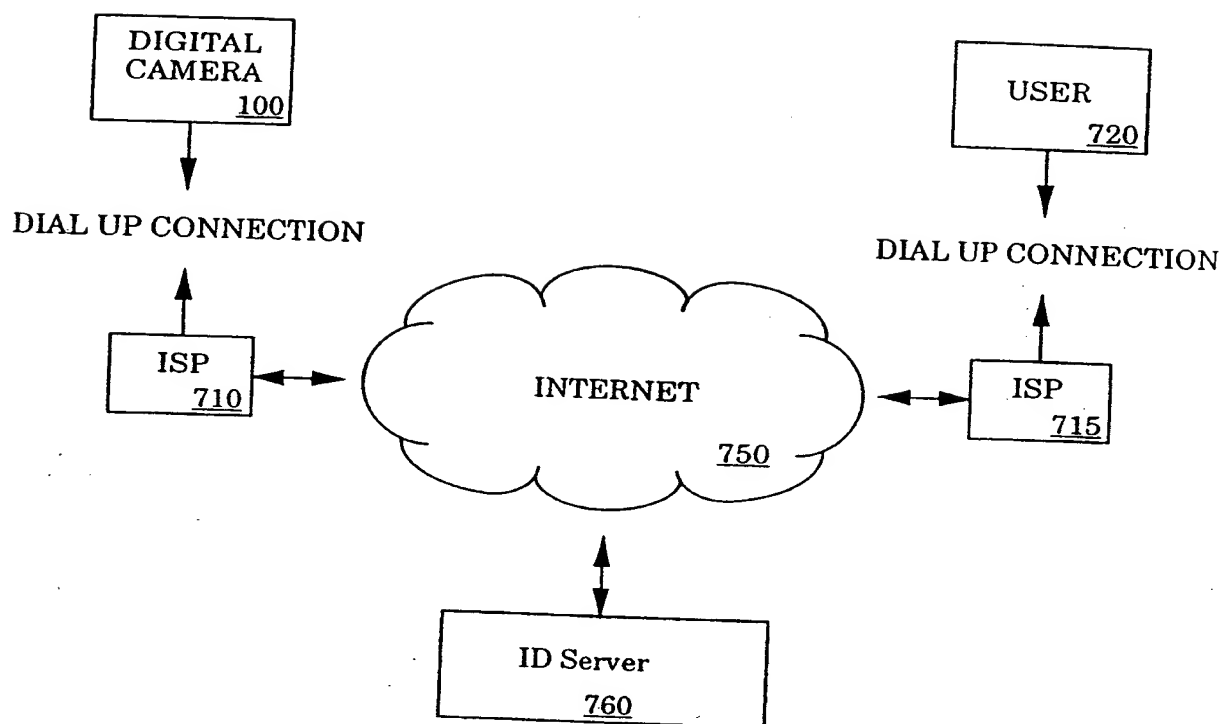 DIGITAL
CAMERA
100
USER
720
DIAL UP CONNECTION
DIAL UP CONNECTION
ISP
710
INTERNET
750
ISP
715
ID Server
760